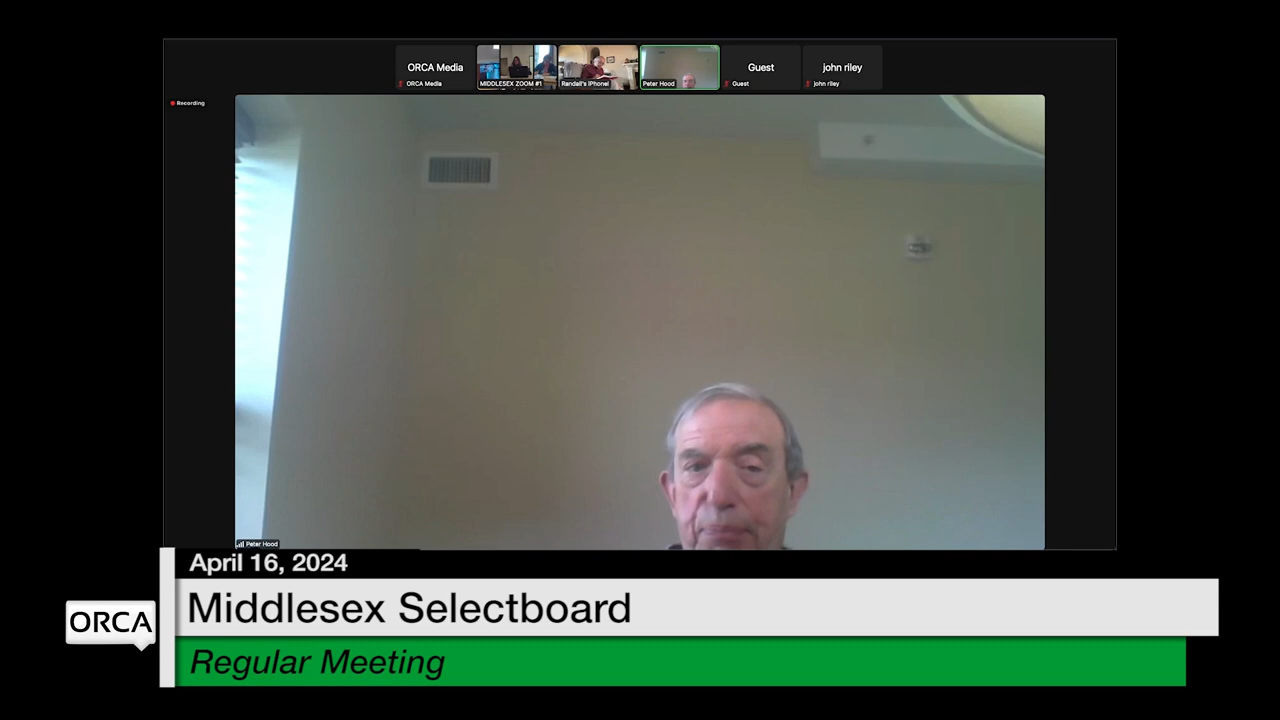 ORCA Media
ORCA Media
MIDDLESEX ZOOM #1
Randall's iPhone!
Peter Hood
Guest
Guest
john riley
john riley
Recording
Peter Hood
April 16, 2024
Middlesex Selectboard
ORCA
Regular Meeting